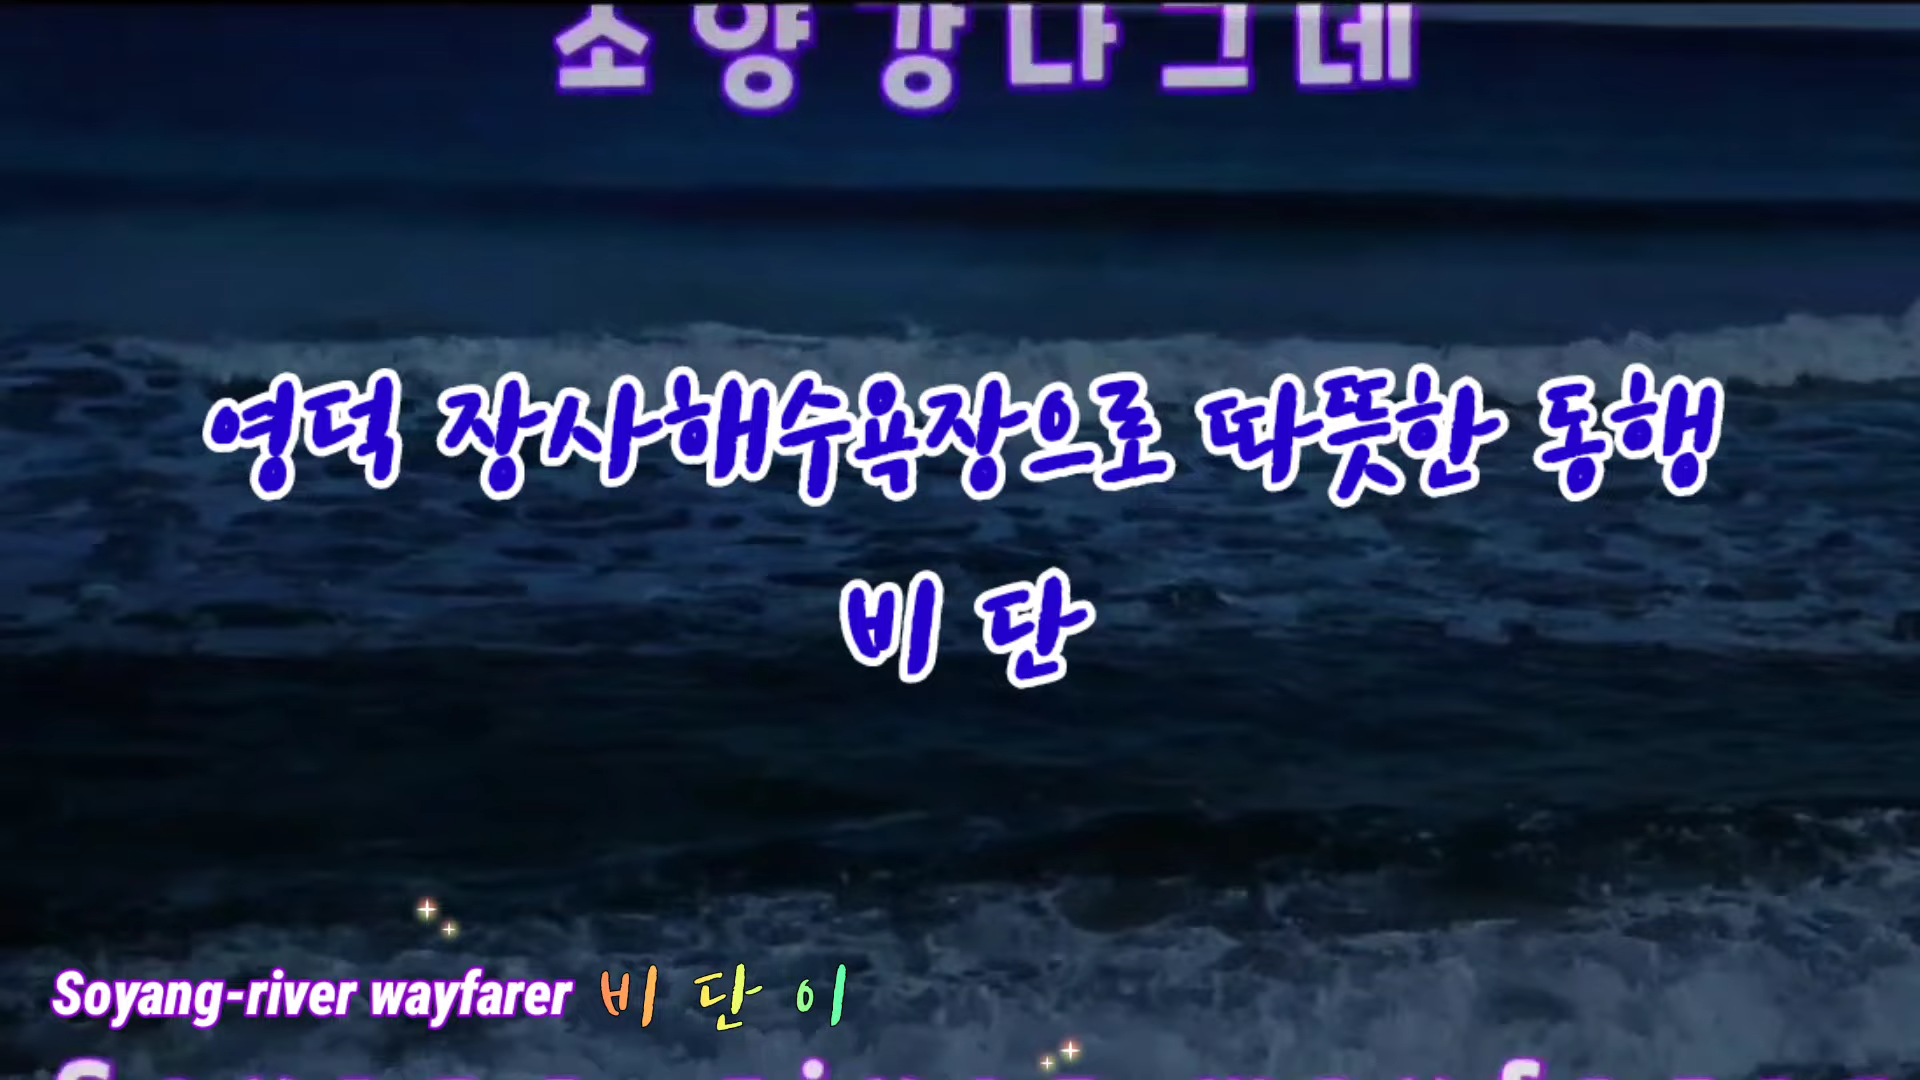 소양강나그네
영덕 장사해수욕장으로 따뜻한 동행
비 단
Soyang-river wayfarer 비 단 이